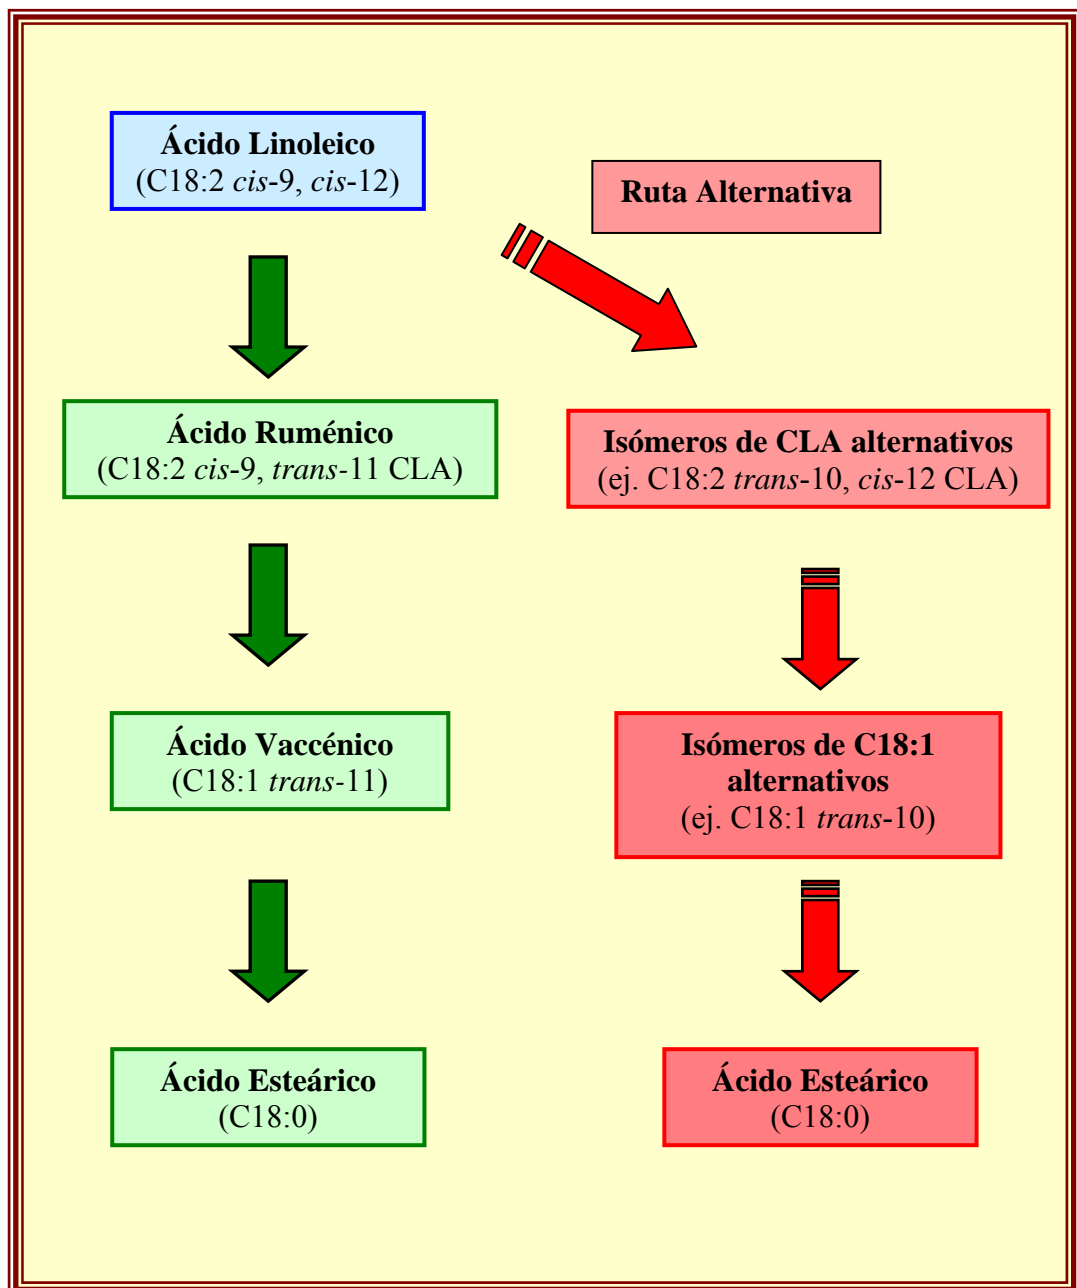 Ácido Linoleico
(C18:2 cis-9, cis-12)
Ruta Alternativa
Ácido Ruménico
(C18:2 cis-9, trans-11 CLA)
Isómeros de CLA alternativos
(ej. C18:2 trans-10, cis-12 CLA)
Ácido Vaccénico
(C18:1 trans-11)
Isómeros de C18:1
alternativos
(ej. C18:1 trans-10)
Ácido Esteárico
(C18:0)
Ácido Esteárico
(C18:0)